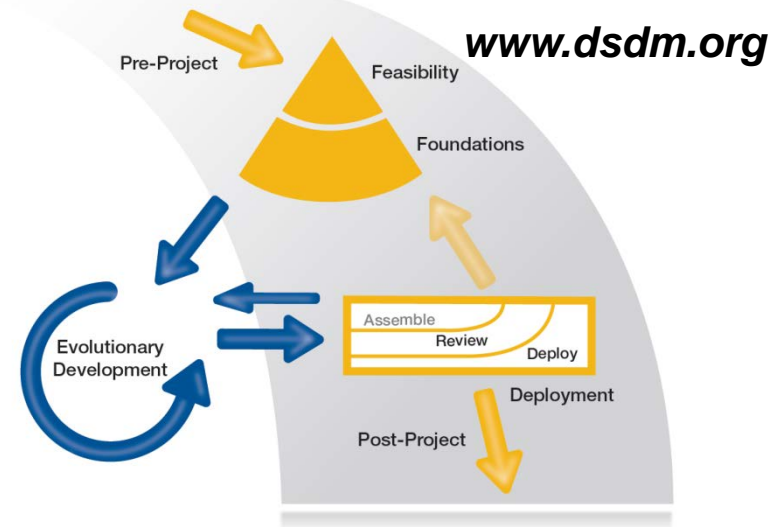 www.dsdm.org
Pre-Project
Feasibility
Foundations
Evolutionary
Development
Assemble
Review
Deploy
Deployment
Post-Project